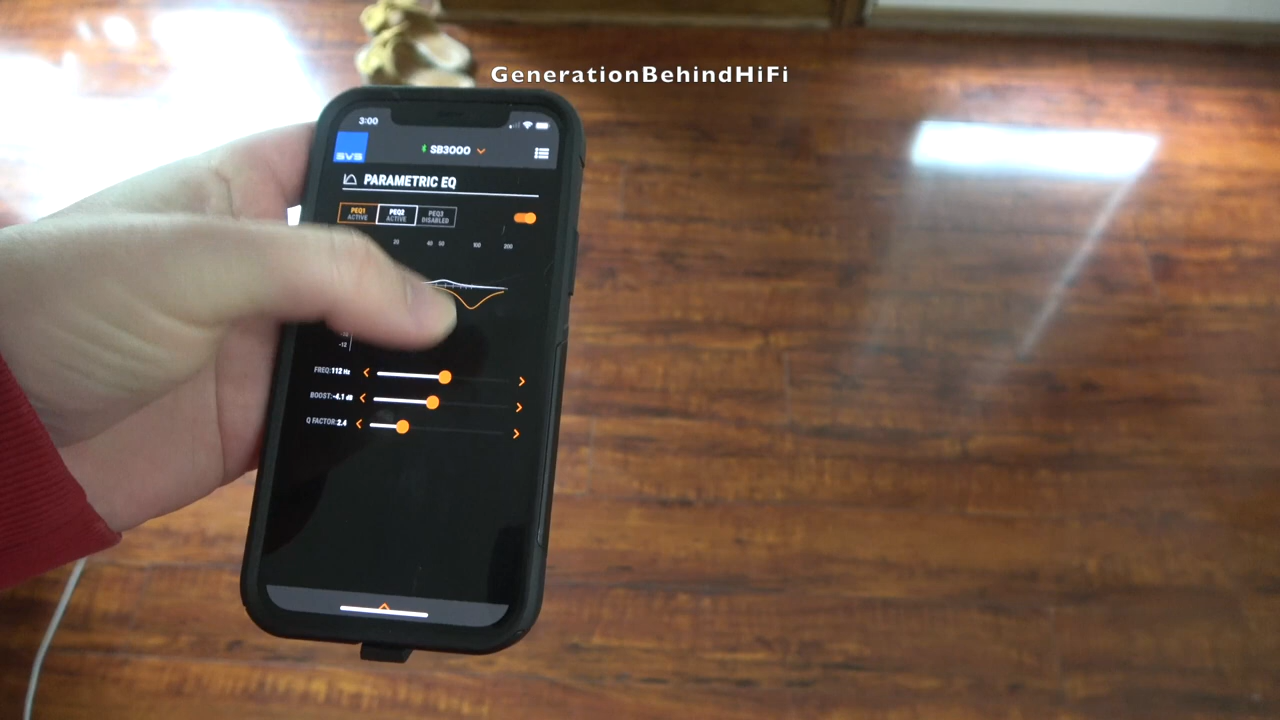 GenerationBehindHiFi
3:00
SVS
SB3000
PARAMETRIC EQ
PEQ1 PEQ2 PEQ3
ACTIVE ACTIVE DISABLED
20 40 50 100 200
-12
FREQ:112 Hz
BOOST:-4.1 dB
Q FACTOR:2.4